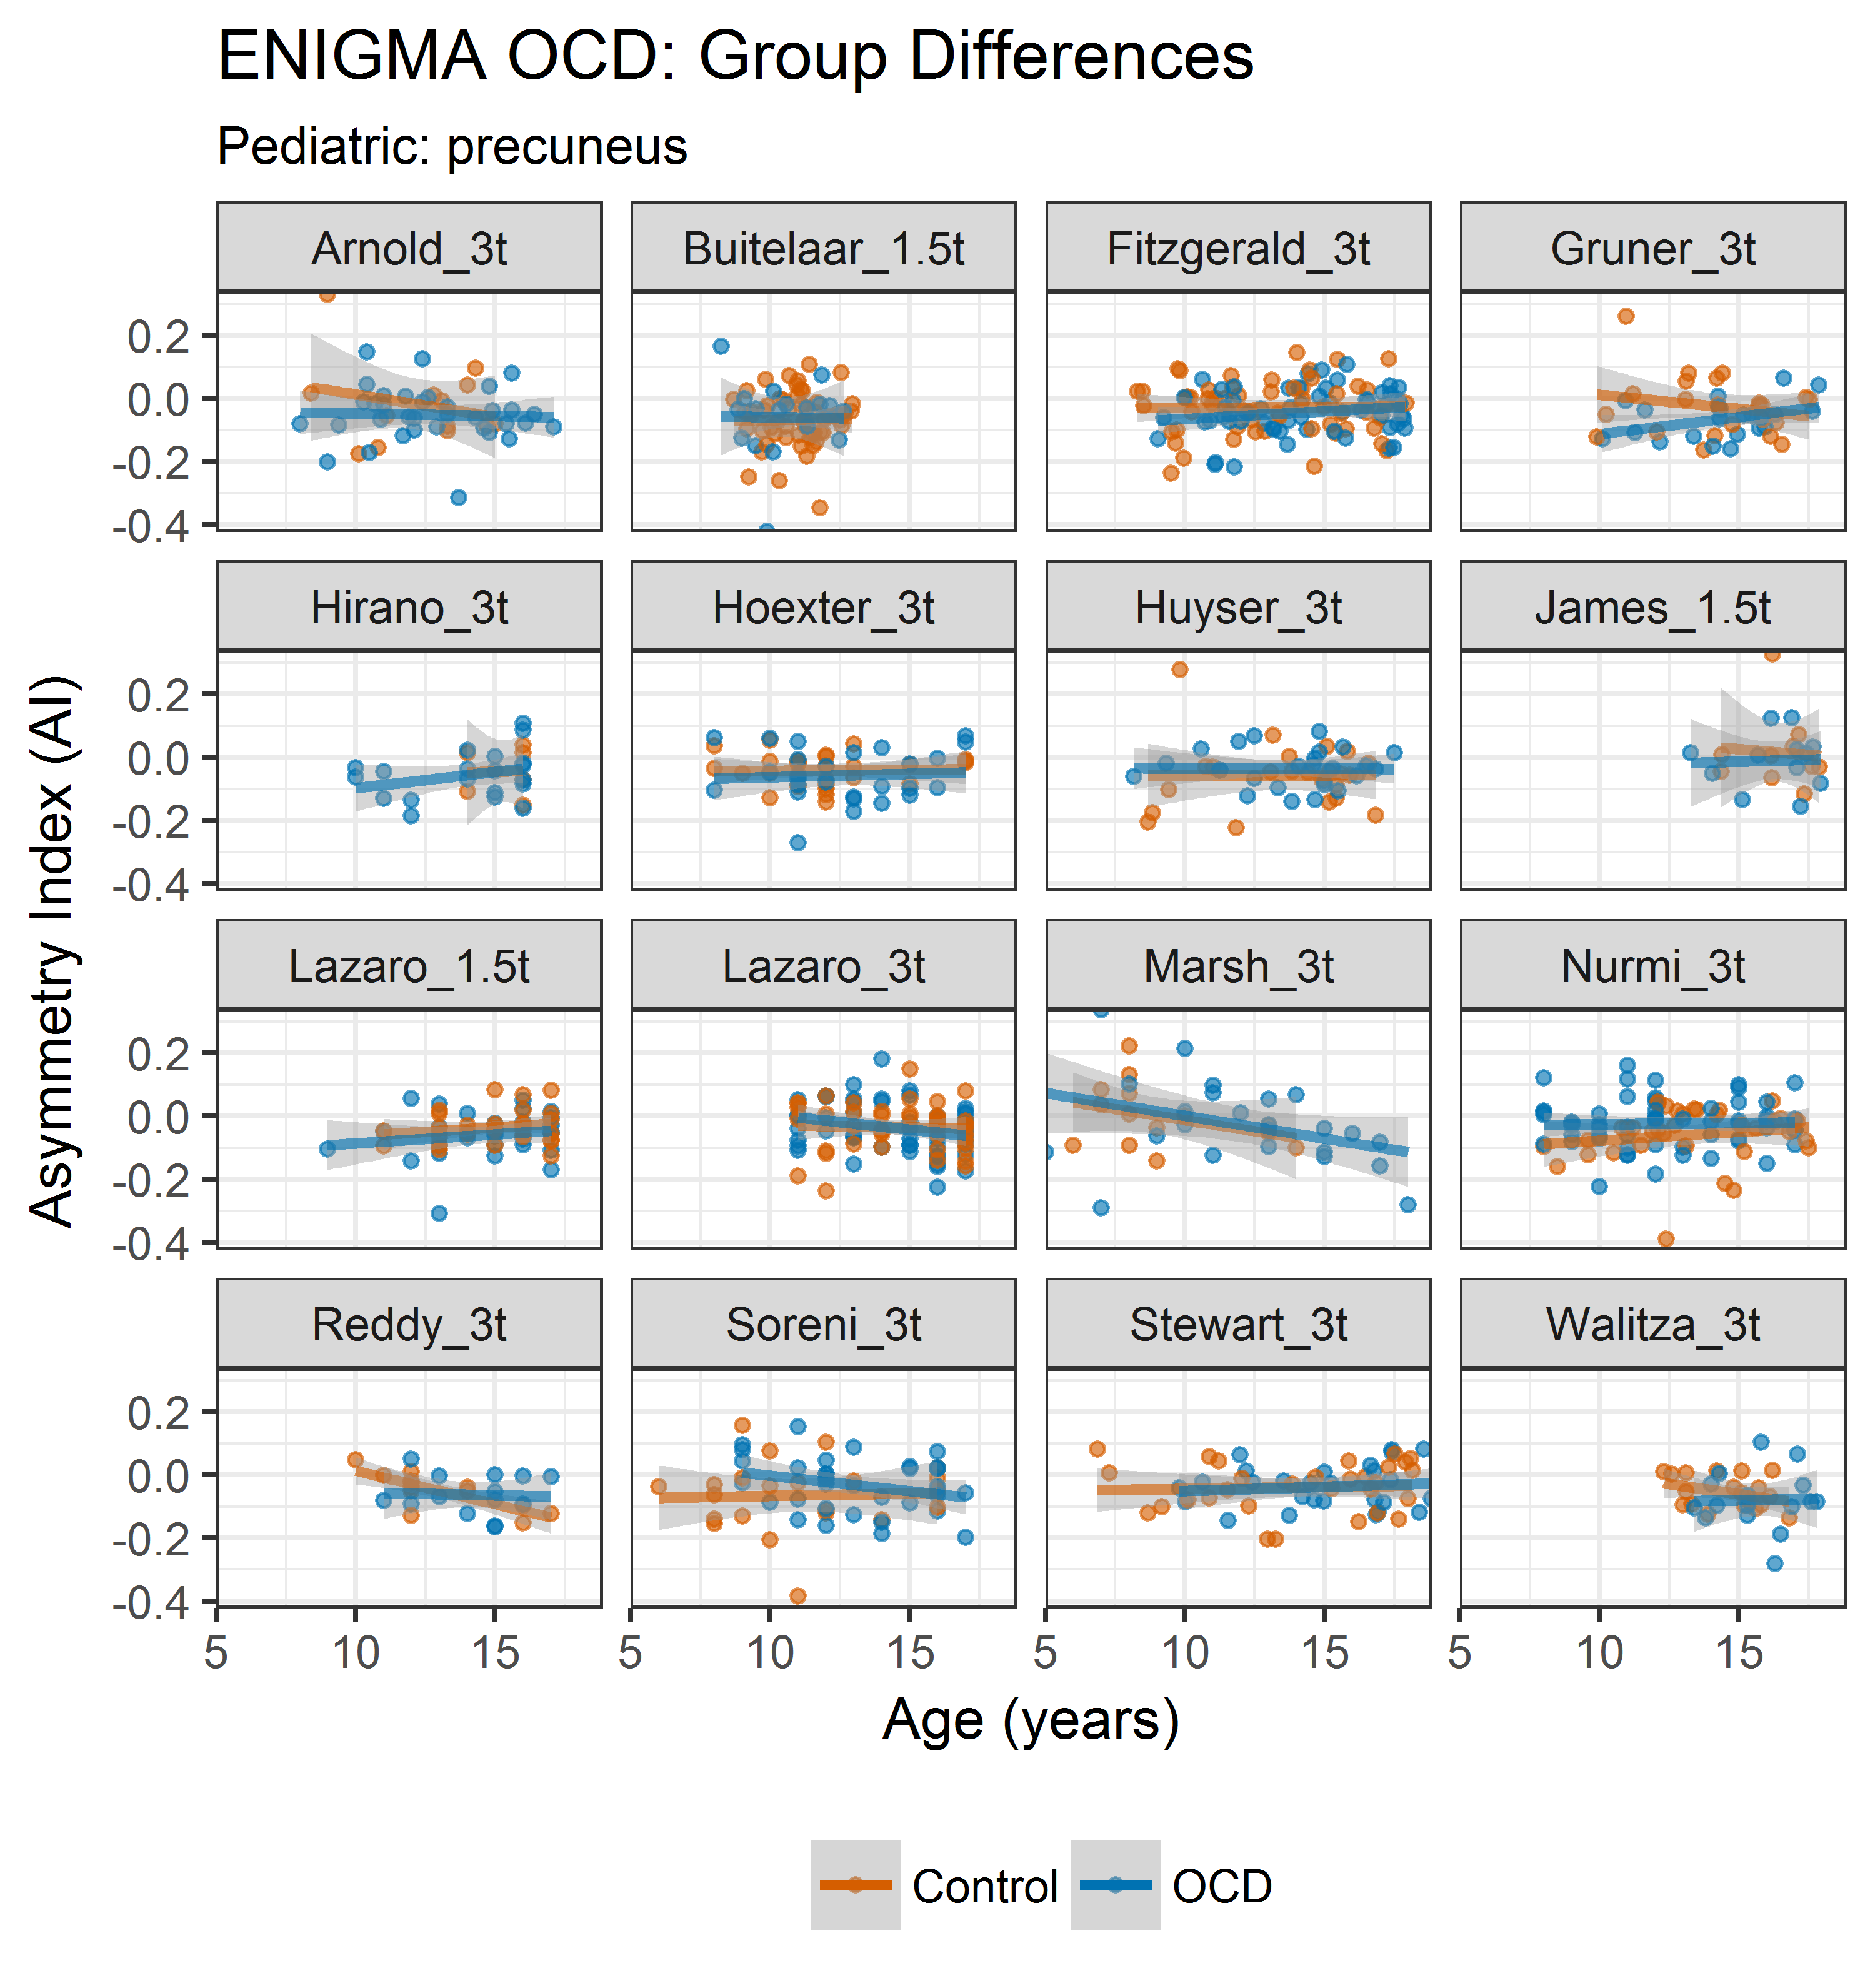 ENIGMA OCD: Group Differences
Pediatric: precuneus
Arnold_3t Buitelaar_1.5t Fitzgerald_3t Gruner_3t
0.2
0.0
-0.2
-0.4
Hirano_3t Hoexter_3t Huyser_3t James_1.5t
0.2
0.0
-0.2
-0.4
Asymmetry Index (AI)
Lazaro_1.5t Lazaro_3t Marsh_3t Nurmi_3t
0.2
0.0
-0.2
-0.4
Reddy_3t Soreni_3t Stewart_3t Walitza_3t
0.2
0.0
-0.2
-0.4
5 10 15 5 10 15 5 10 15 5 10 15
Age (years)
Control OCD